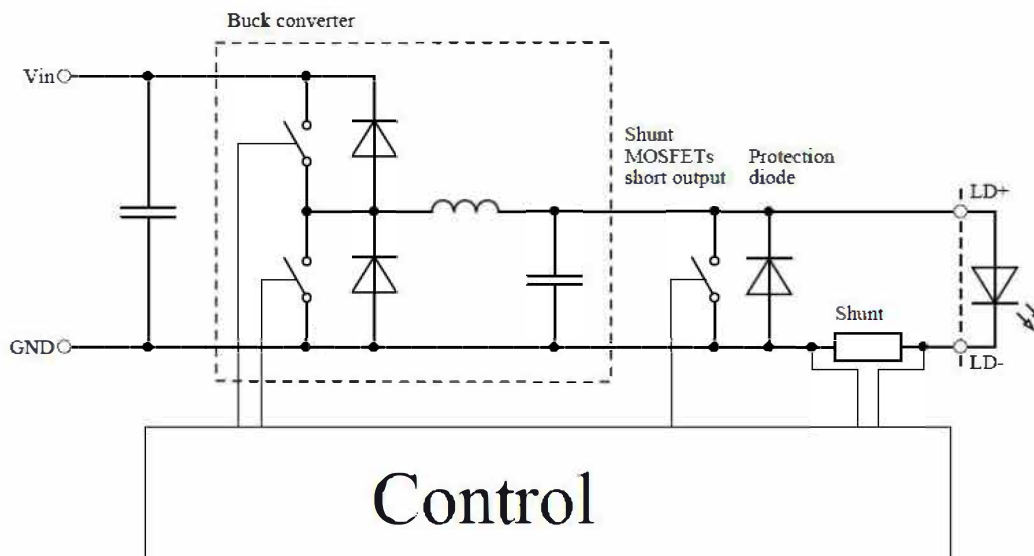 Buck converter
Vin
Shunt
MOSFETs
short output
Protection
diode
LD+
Shunt
GND
LD-
Control